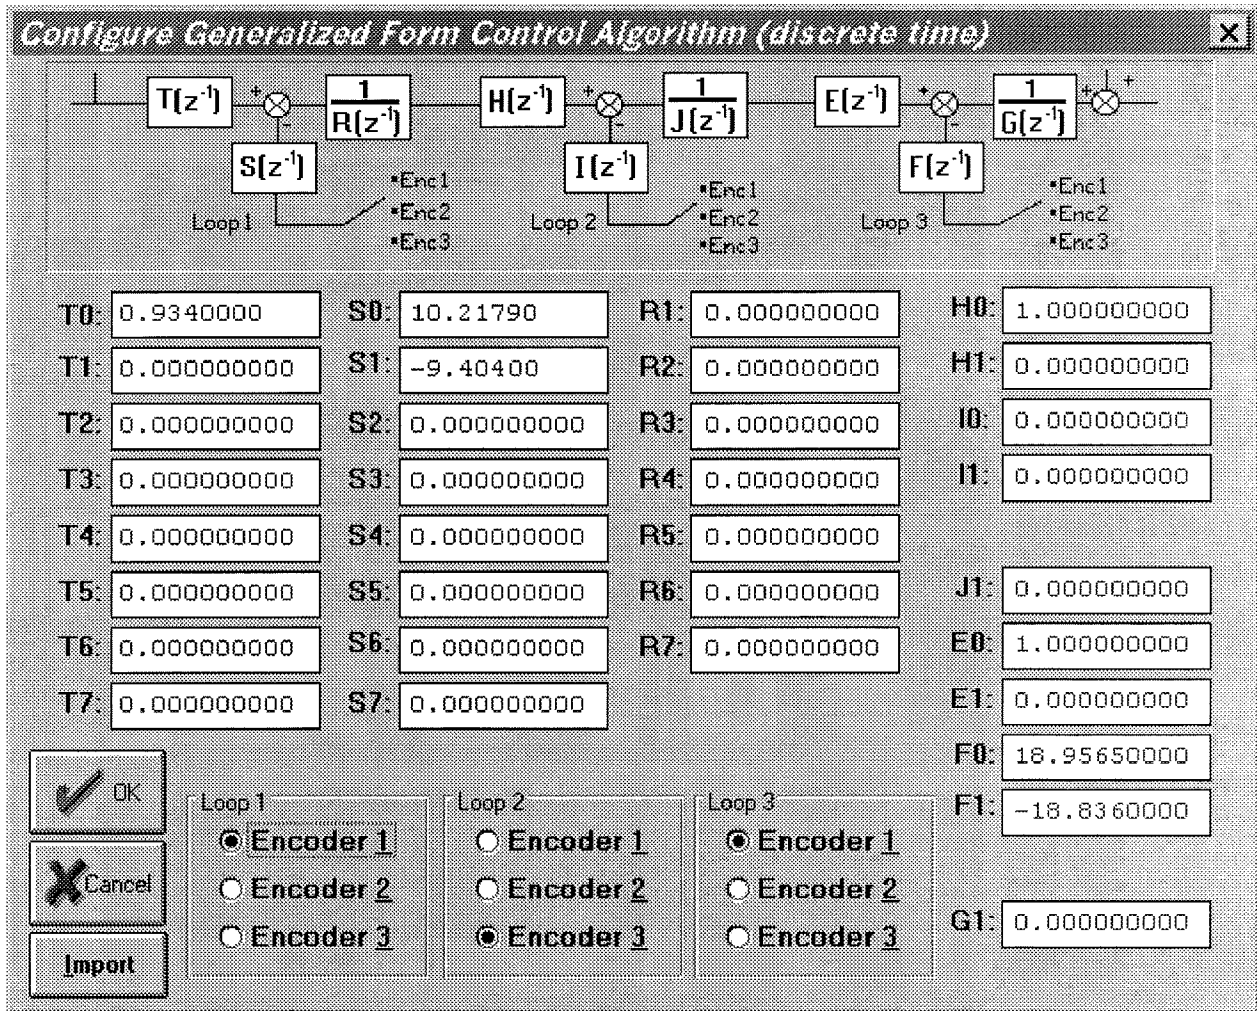 Configure Generalized Form Control Algorithm (discrete time)
T(z⁻¹) + - 1/R(z⁻¹) H(z⁻¹) + - 1/J(z⁻¹) E(z⁻¹) + - 1/G(z⁻¹) + +
S(z⁻¹) I(z⁻¹) F(z⁻¹)
Loop 1 Enc1 Enc2 Enc3
Loop 2 Enc1 Enc2 Enc3
Loop 3 Enc1 Enc2 Enc3
T0: 0.9340000
T1: 0.000000000
T2: 0.000000000
T3: 0.000000000
T4: 0.000000000
T5: 0.000000000
T6: 0.000000000
T7: 0.000000000
S0: 10.21790
S1: -9.40400
S2: 0.000000000
S3: 0.000000000
S4: 0.000000000
S5: 0.000000000
S6: 0.000000000
S7: 0.000000000
R1: 0.000000000
R2: 0.000000000
R3: 0.000000000
R4: 0.000000000
R5: 0.000000000
R6: 0.000000000
R7: 0.000000000
H0: 1.000000000
H1: 0.000000000
I0: 0.000000000
I1: 0.000000000
J1: 0.000000000
E0: 1.000000000
E1: 0.000000000
F0: 18.95650000
F1: -18.8360000
G1: 0.000000000
OK
Cancel
Import
Loop 1
Encoder 1
Encoder 2
Encoder 3
Loop 2
Encoder 1
Encoder 2
Encoder 3
Loop 3
Encoder 1
Encoder 2
Encoder 3